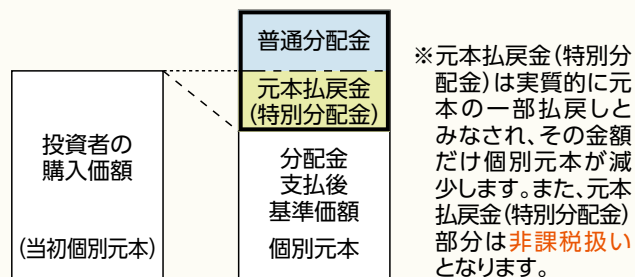 普通分配金
元本払戻金
(特別分配金)
投資者の
購入価額
(当初個別元本)
分配金
支払後
基準価額
個別元本
※元本払戻金(特別分
配金)は実質的に元
本の一部払戻しと
みなされ、その金額
だけ個別元本が減
少します。また、元本
払戻金(特別分配金)
部分は非課税扱い
となります。